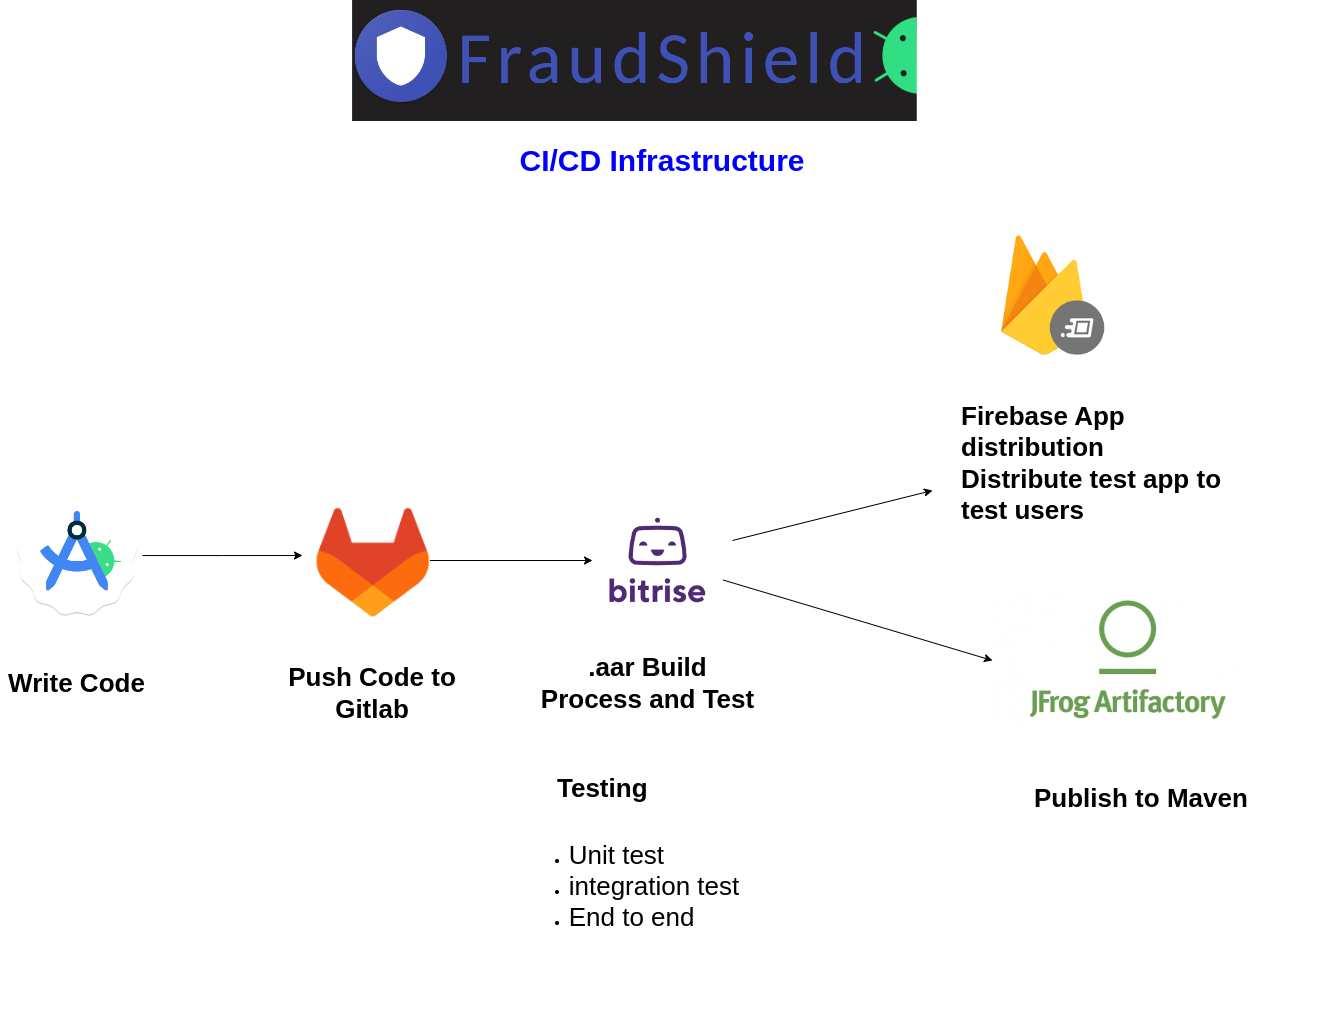 FraudShield
CI/CD Infrastructure
Firebase App
distribution
Distribute test app to
test users
bitrise
JFrog Artifactory
Write Code
Push Code to
Gitlab
.aar Build
Process and Test
Publish to Maven
Testing
• Unit test
• integration test
• End to end